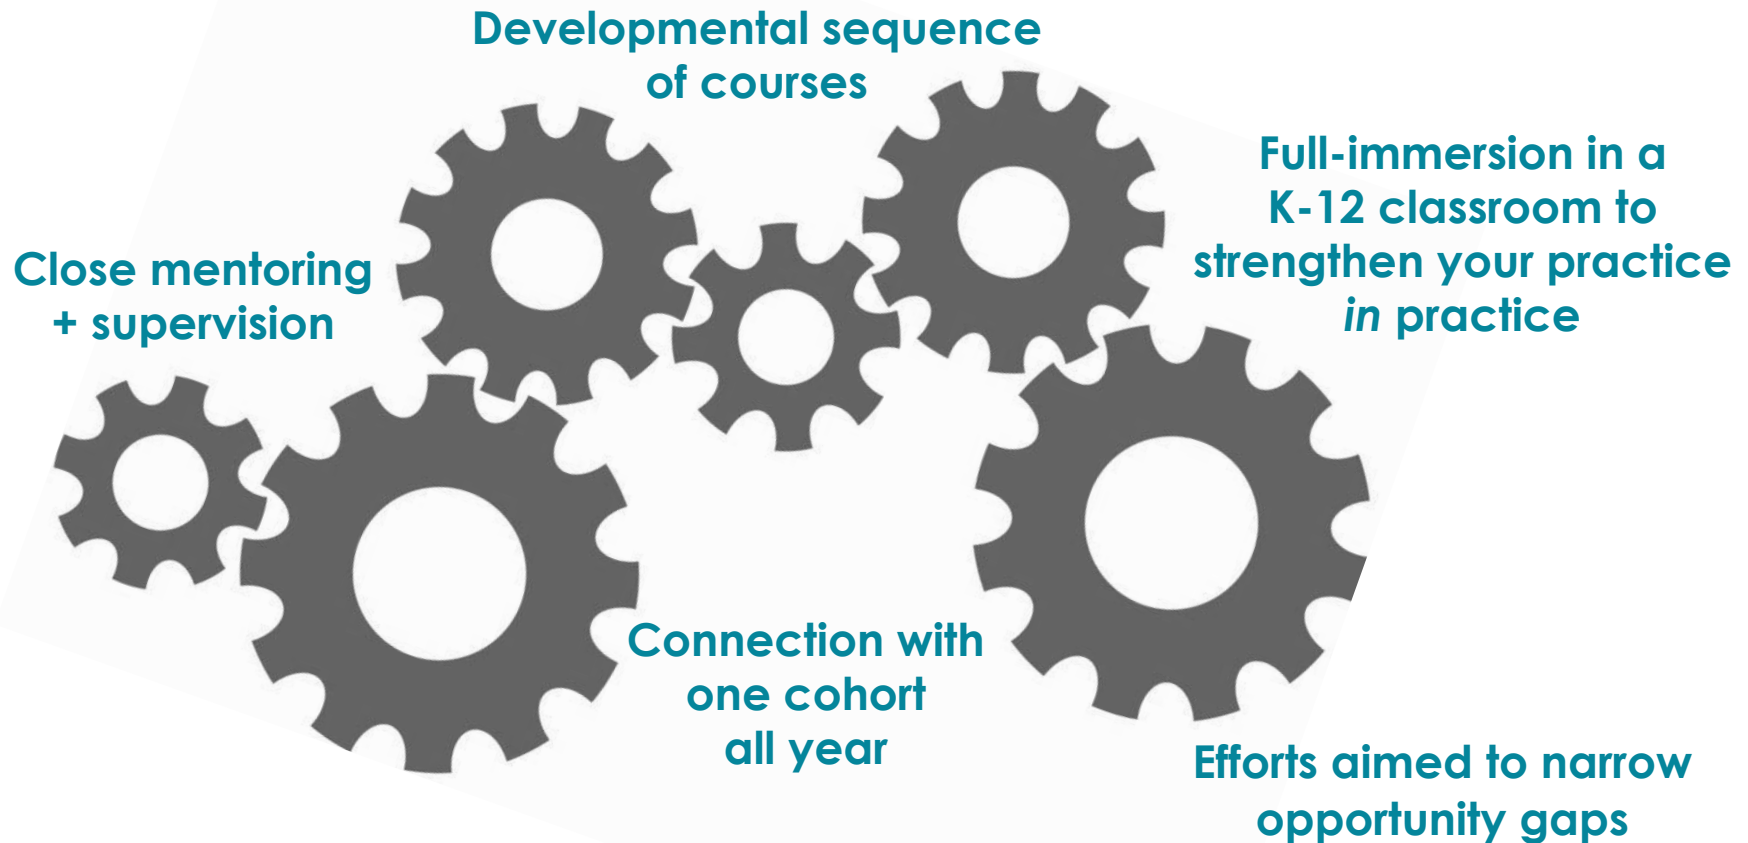 Developmental sequence
of courses
Full-immersion in a
K-12 classroom to
strengthen your practice
in practice
Close mentoring
+ supervision
Connection with
one cohort
all year
Efforts aimed to narrow
opportunity gaps